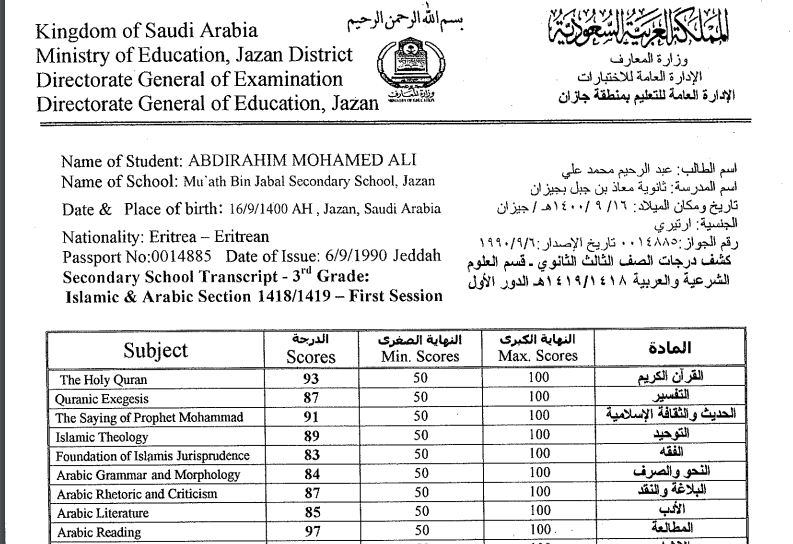 Kingdom of Saudi Arabia
Ministry of Education, Jazan District
Directorate General of Examination
Directorate General of Education, Jazan
بسم الله الرحمن الرحيم
وزارة المعارف
MINISTRY OF EDUCATION
المملكة العربية السعودية
وزارة المعارف
الإدارة العامة للاختبارات
الإدارة العامة للتعليم بمنطقة جازان
Name of Student: ABDIRAHIM MOHAMED ALI
Name of School: Mu`ath Bin Jabal Secondary School, Jazan
Date & Place of birth: 16/9/1400 AH , Jazan, Saudi Arabia
Nationality: Eritrea – Eritrean
Passport No:0014885 Date of Issue: 6/9/1990 Jeddah
Secondary School Transcript - 3rd Grade:
Islamic & Arabic Section 1418/1419 – First Session
اسم الطالب: عبد الرحيم محمد علي
اسم المدرسة: ثانوية معاذ بن جبل بجيزان
تاريخ ومكان الميلاد: ١٦/ ٩ /١٤٠٠هـ/ جيزان
الجنسية: ارتيري
رقم الجواز: ٠٠١٤٨٨٥ تاريخ الإصدار: ١٩٩٠/٩/٦
كشف درجات الصف الثالث الثانوي ـ قسم العلوم
الشرعية والعربية ١٤١٩/١٤١٨هـ الدور الأول
Subject الدرجة النهاية الصغرى النهاية الكبرى المادة
Scores Min. Scores Max. Scores
The Holy Quran 93 50 100 القرآن الكريم
Quranic Exegesis 87 50 100 التفسير
The Saying of Prophet Mohammad 91 50 100 الحديث والثقافة الإسلامية
Islamic Theology 89 50 100 التوحيد
Foundation of Islamis Jurisprudence 83 50 100 الفقه
Arabic Grammar and Morphology 84 50 100 النحو والصرف
Arabic Rhetoric and Criticism 87 50 100 البلاغة والنقد
Arabic Literature 85 50 100 الأدب
Arabic Reading 97 50 100 المطالعة